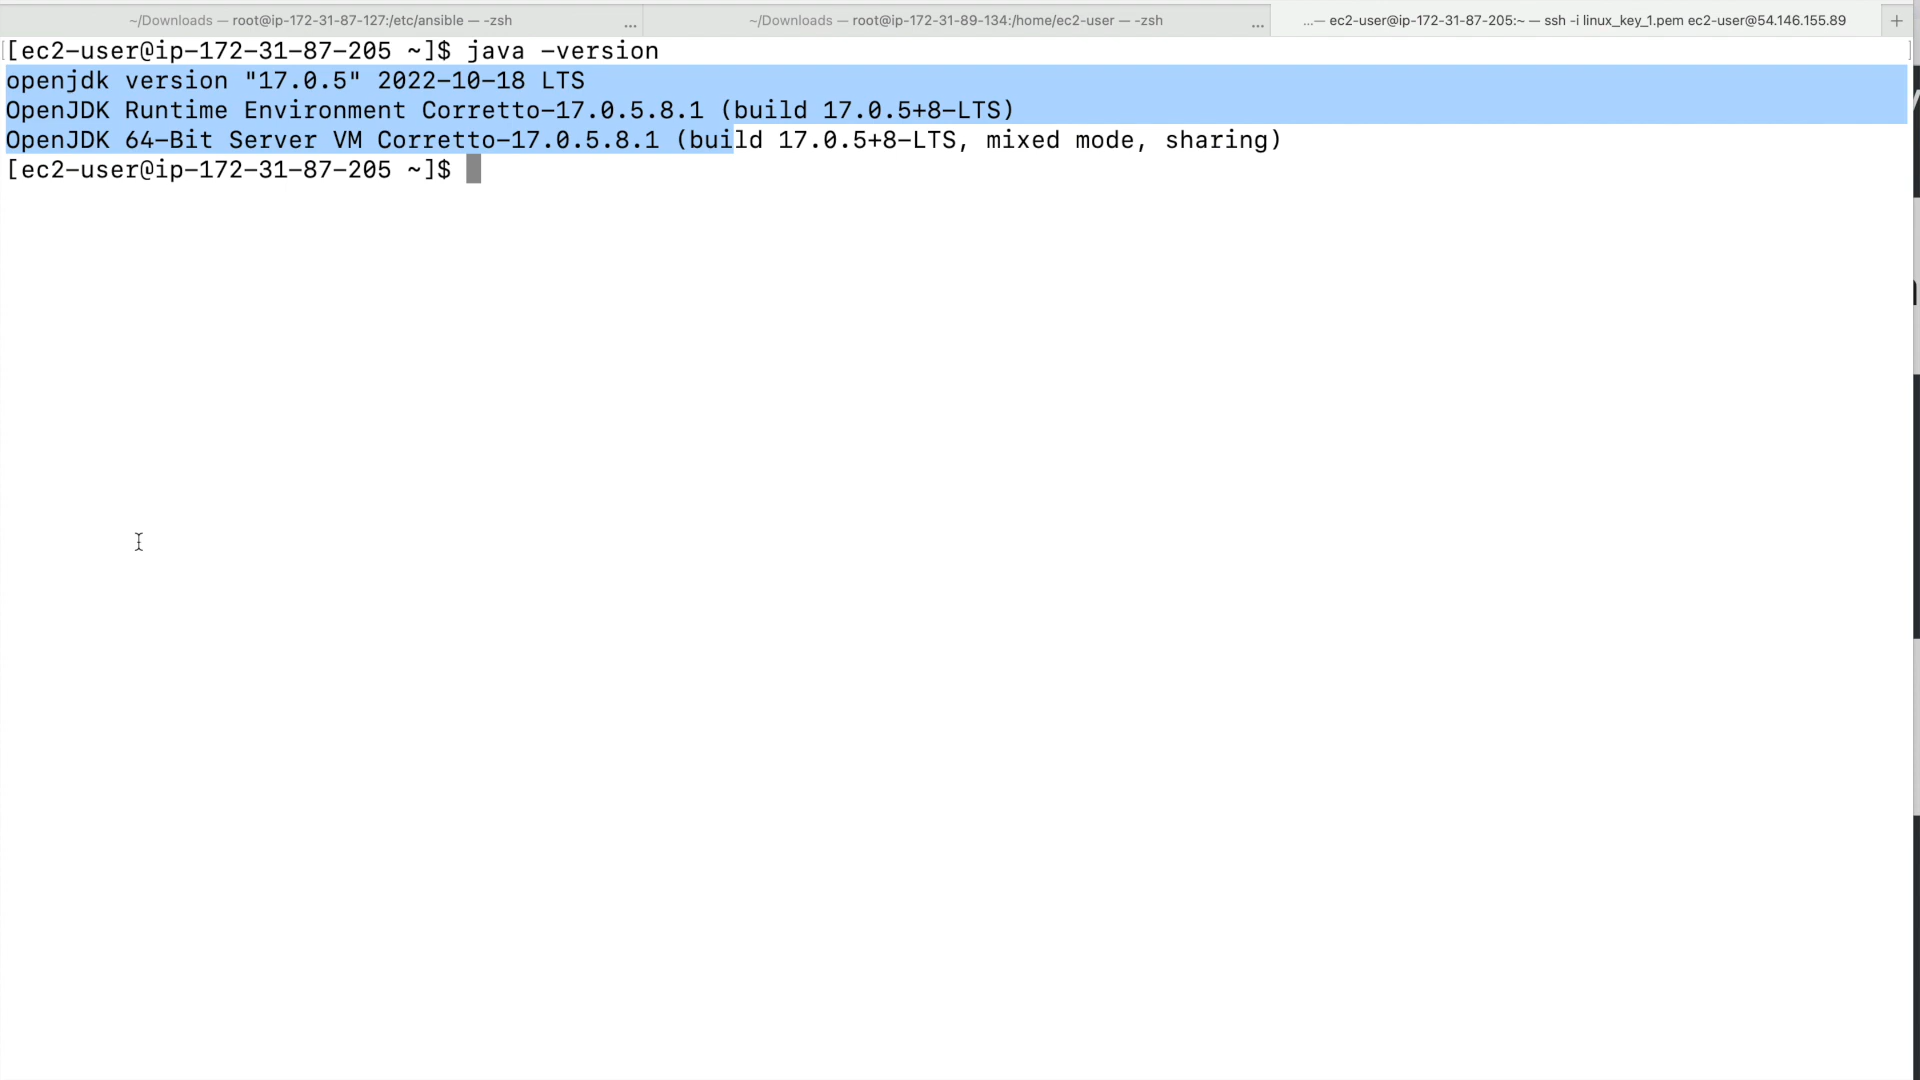 ~/Downloads — root@ip-172-31-87-127:/etc/ansible — -zsh ...
~/Downloads — root@ip-172-31-89-134:/home/ec2-user — -zsh ...
...— ec2-user@ip-172-31-87-205:~ — ssh -i linux_key_1.pem ec2-user@54.146.155.89 +
[ec2-user@ip-172-31-87-205 ~]$ java -version
openjdk version "17.0.5" 2022-10-18 LTS
OpenJDK Runtime Environment Corretto-17.0.5.8.1 (build 17.0.5+8-LTS)
OpenJDK 64-Bit Server VM Corretto-17.0.5.8.1 (build 17.0.5+8-LTS, mixed mode, sharing)
[ec2-user@ip-172-31-87-205 ~]$